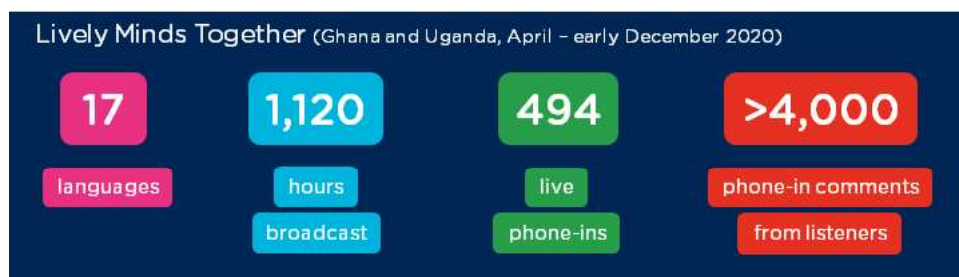 Lively Minds Together (Ghana and Uganda, April – early December 2020)
17
languages
1,120
hours
broadcast
494
live
phone-ins
>4,000
phone-in comments
from listeners